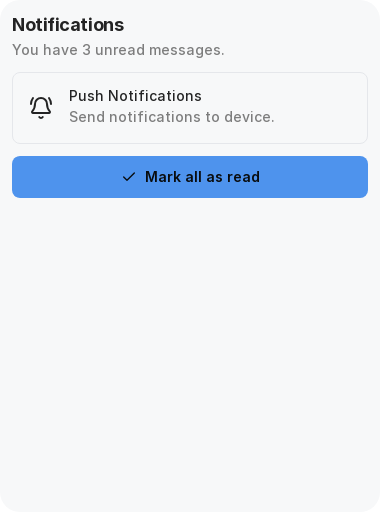 Notifications
You have 3 unread messages.
Push Notifications
Send notifications to device.
Mark all as read